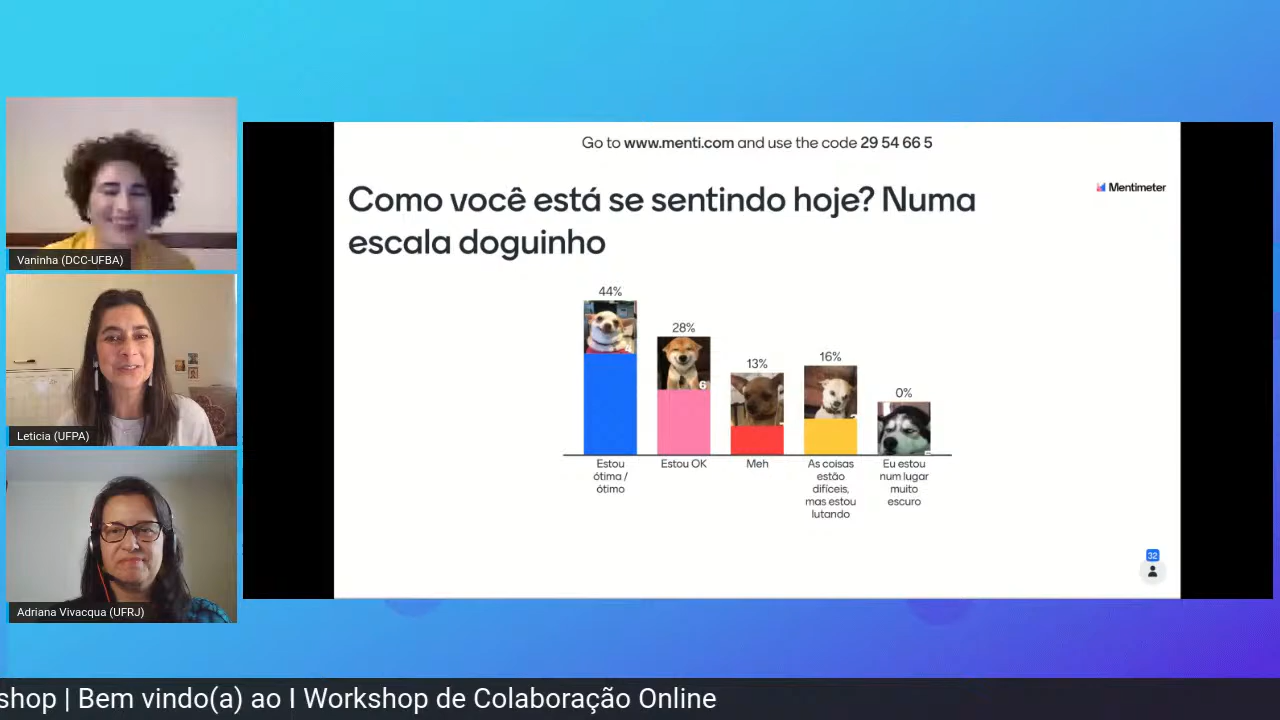 Go to www.menti.com and use the code 29 54 66 5
Mentimeter
Como você está se sentindo hoje? Numa
escala doguinho
44%
28%
13%
16%
0%
6
Estou
ótima /
ótimo
Estou OK
Meh
As coisas
estão
difíceis,
mas estou
lutando
Eu estou
num lugar
muito
escuro
32
Vaninha (DCC-UFBA)
Leticia (UFPA)
Adriana Vivacqua (UFRJ)
shop | Bem vindo(a) ao I Workshop de Colaboração Online